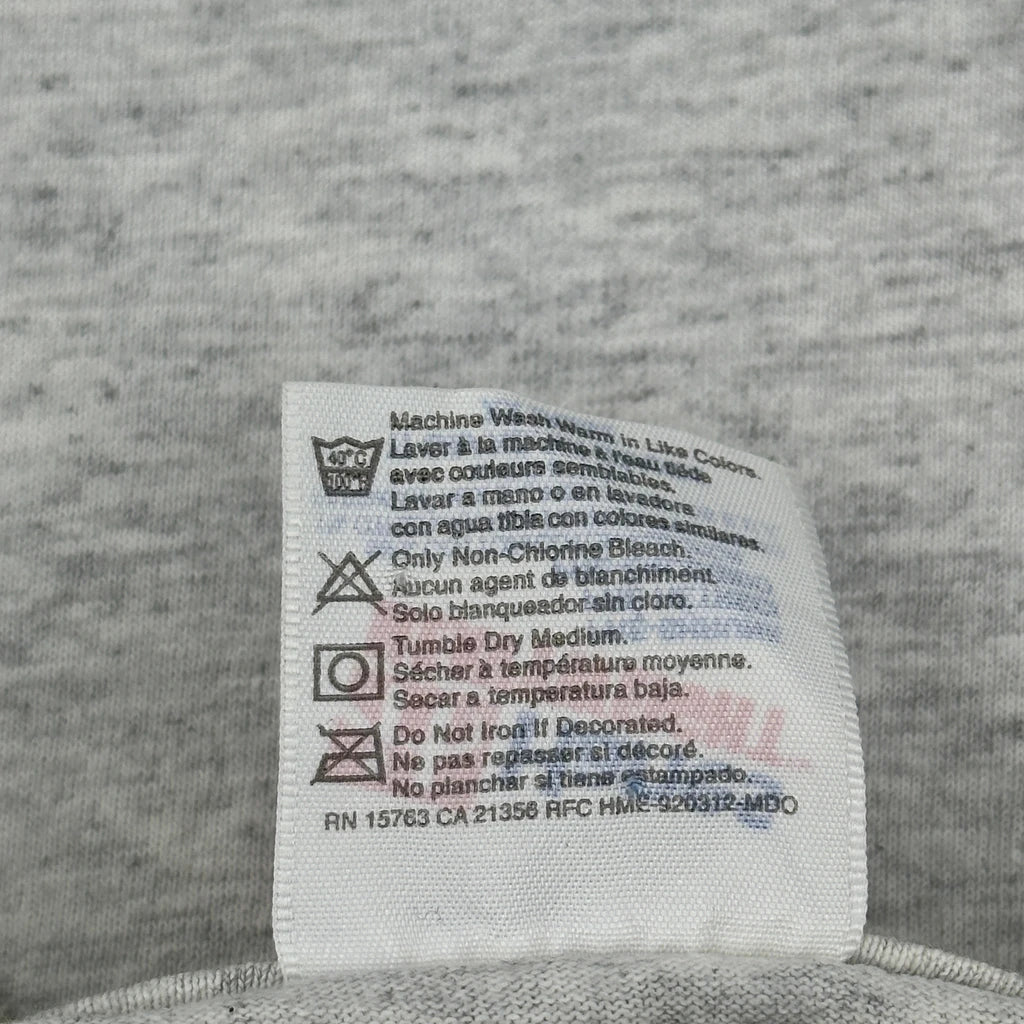 Machine Wash Warm in Like Colors.
Laver à la machine à l'eau tiède
avec couleurs semblables.
Lavar a mano o en lavadora
con agua tibia con colores similares.
40°C
100°F
Only Non-Chlorine Bleach.
Aucun agent de blanchiment.
Solo blanqueador sin cloro.
Tumble Dry Medium.
Sécher à température moyenne.
Secar a temperatura baja.
Do Not Iron If Decorated.
Ne pas repasser si décoré.
No planchar si tiene estampado.
RN 15763 CA 21356 RFC HME-920312-MDO